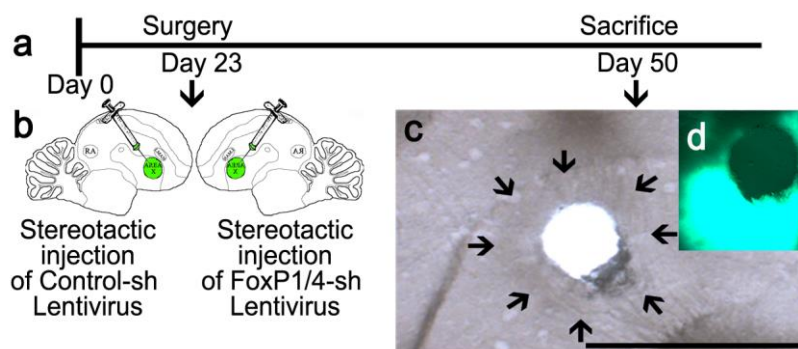 a
Surgery
Sacrifice
Day 0
Day 23
Day 50
b
RA
AREA
X
RA
AREA
X
Stereotactic
injection
of Control-sh
Lentivirus
Stereotactic
injection
of FoxP1/4-sh
Lentivirus
c
d